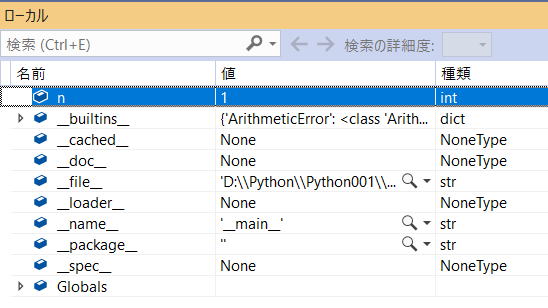 ローカル
検索 (Ctrl+E) 検索の詳細度:
名前 値 種類
n 1 int
__builtins__ {'ArithmeticError': <class 'Arith... dict
__cached__ None NoneType
__doc__ None NoneType
__file__ 'D:\\Python\\Python001\\... str
__loader__ None NoneType
__name__ '__main__' str
__package__ '' str
__spec__ None NoneType
Globals